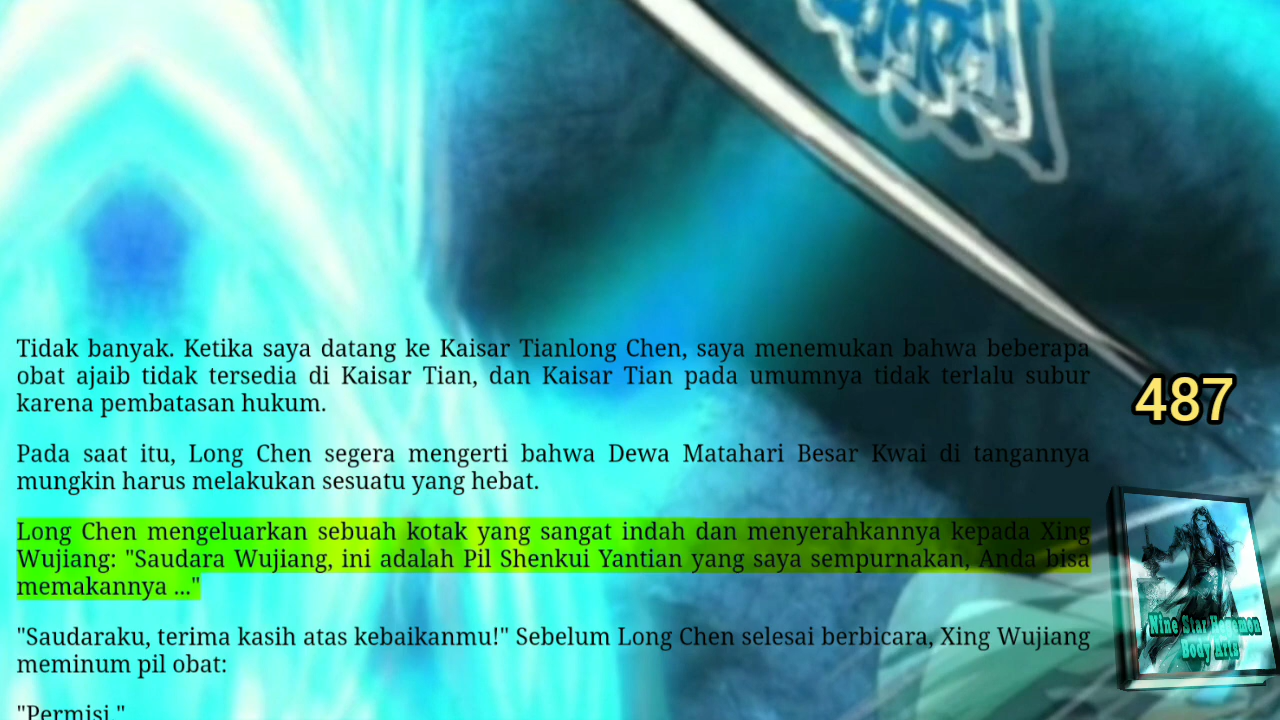 Tidak banyak. Ketika saya datang ke Kaisar Tianlong Chen, saya menemukan bahwa beberapa
obat ajaib tidak tersedia di Kaisar Tian, dan Kaisar Tian pada umumnya tidak terlalu subur
karena pembatasan hukum.
Pada saat itu, Long Chen segera mengerti bahwa Dewa Matahari Besar Kwai di tangannya
mungkin harus melakukan sesuatu yang hebat.
Long Chen mengeluarkan sebuah kotak yang sangat indah dan menyerahkannya kepada Xing
Wujiang: "Saudara Wujiang, ini adalah Pil Shenkui Yantian yang saya sempurnakan, Anda bisa
memakannya ..."
"Saudaraku, terima kasih atas kebaikanmu!" Sebelum Long Chen selesai berbicara, Xing Wujiang
meminum pil obat:
"Permisi."
487
Nine Star Hegemon
Body Arts